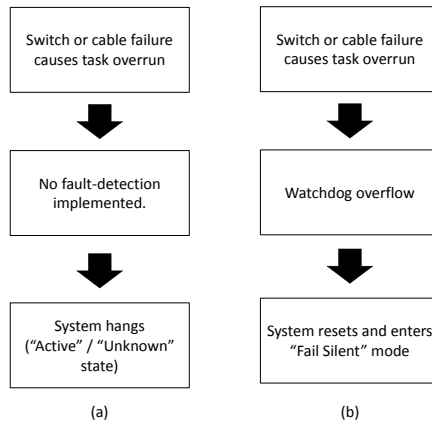 Switch or cable failure
causes task overrun
No fault-detection
implemented.
System hangs
(“Active” / “Unknown”
state)
(a)
Switch or cable failure
causes task overrun
Watchdog overflow
System resets and enters
“Fail Silent” mode
(b)